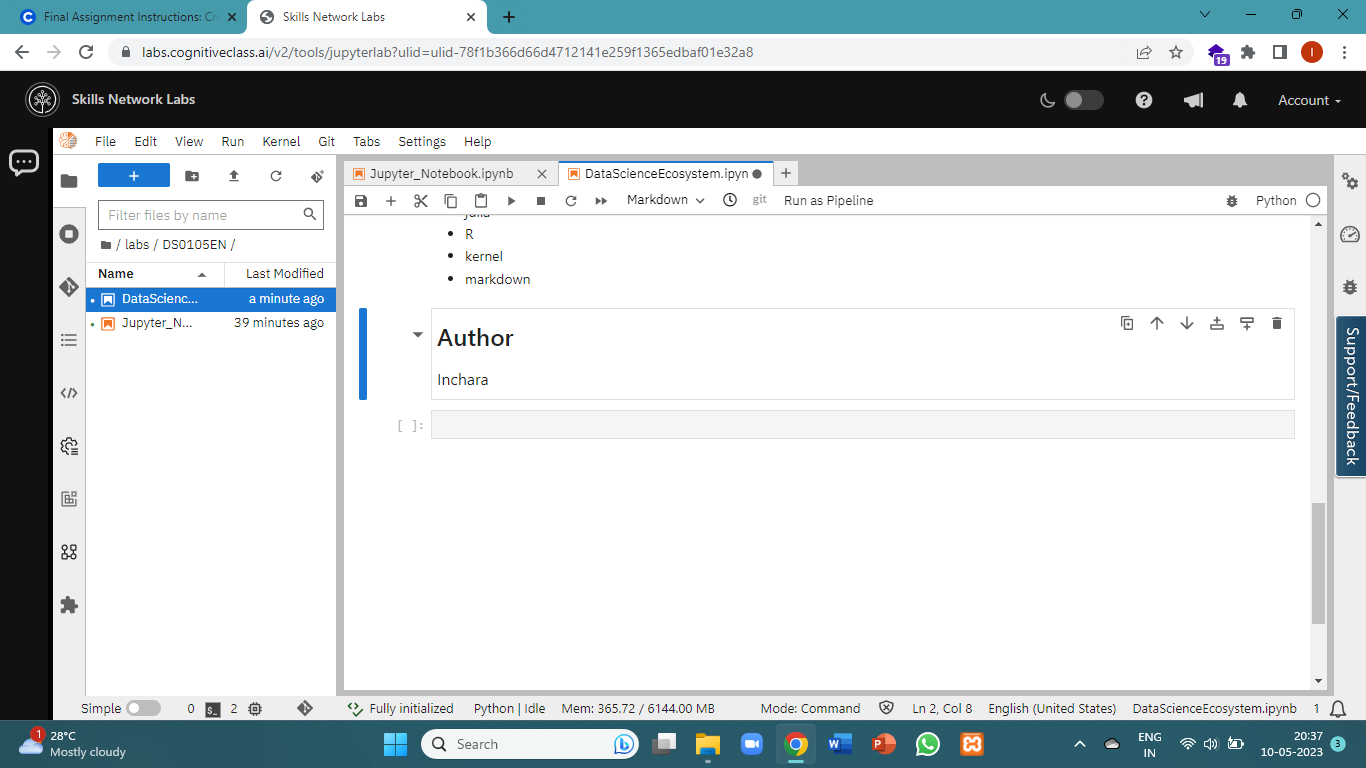 Final Assignment Instructions: Cr
Skills Network Labs
labs.cognitiveclass.ai/v2/tools/jupyterlab?ulid=ulid-78f1b366d66d4712141e259f1365edbaf01e32a8
19
I
Skills Network Labs
Account
File Edit View Run Kernel Git Tabs Settings Help
Filter files by name
/ labs / DS0105EN /
Name Last Modified
DataScienc... a minute ago
Jupyter_N... 39 minutes ago
Jupyter_Notebook.ipynb
DataScienceEcosystem.ipyn
Markdown
git
Run as Pipeline
Python
julia
R
kernel
markdown
Author
Inchara
[ ]:
Support/Feedback
Simple 0 2
Fully initialized Python | Idle Mem: 365.72 / 6144.00 MB
Mode: Command Ln 2, Col 8 English (United States) DataScienceEcosystem.ipynb 1
1
28°C
Mostly cloudy
Search
ENG
IN
20:37
10-05-2023
3